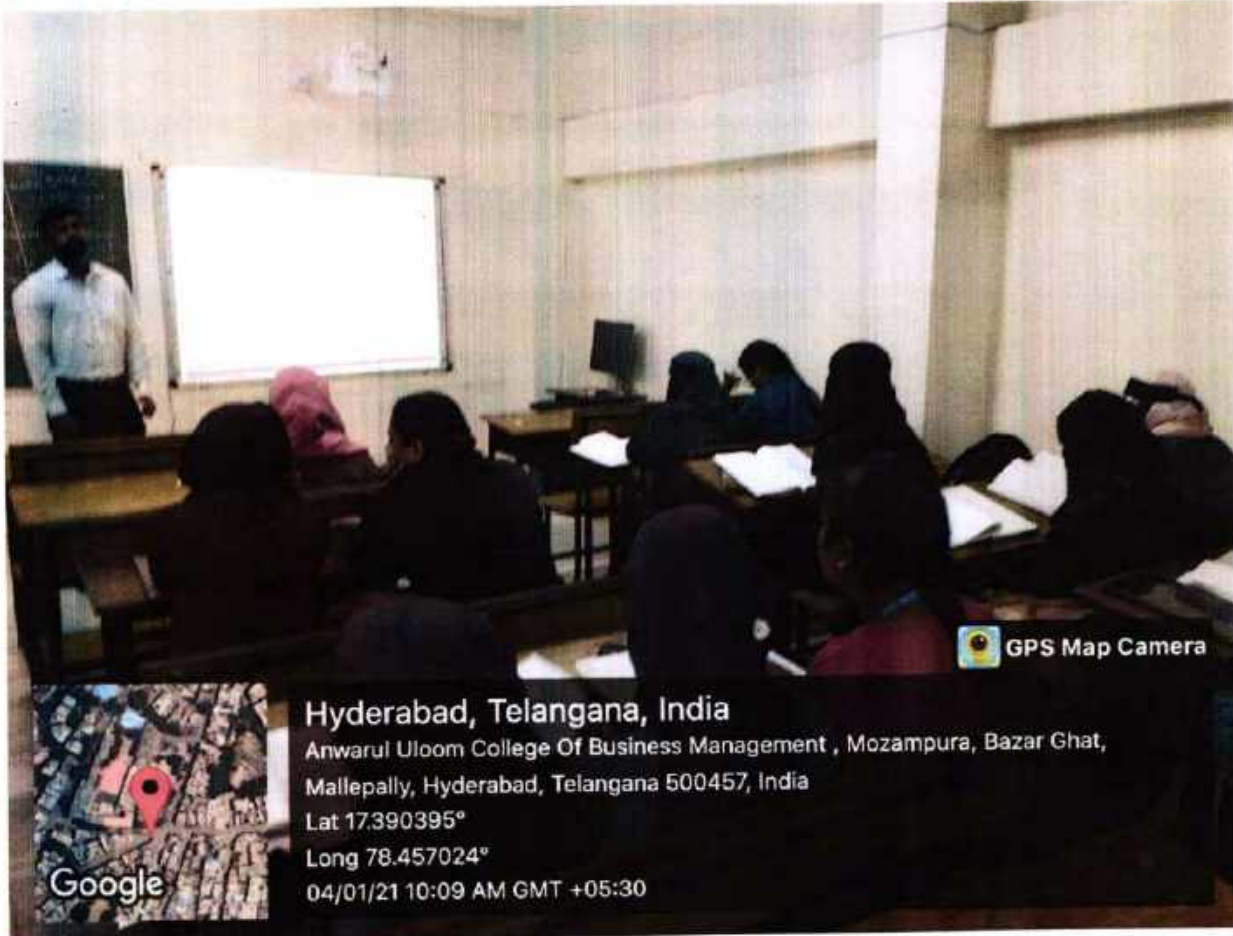 GPS Map Camera
Hyderabad, Telangana, India
Anwarul Uloom College Of Business Management , Mozampura, Bazar Ghat,
Mallepally, Hyderabad, Telangana 500457, India
Lat 17.390395°
Long 78.457024°
04/01/21 10:09 AM GMT +05:30
Google